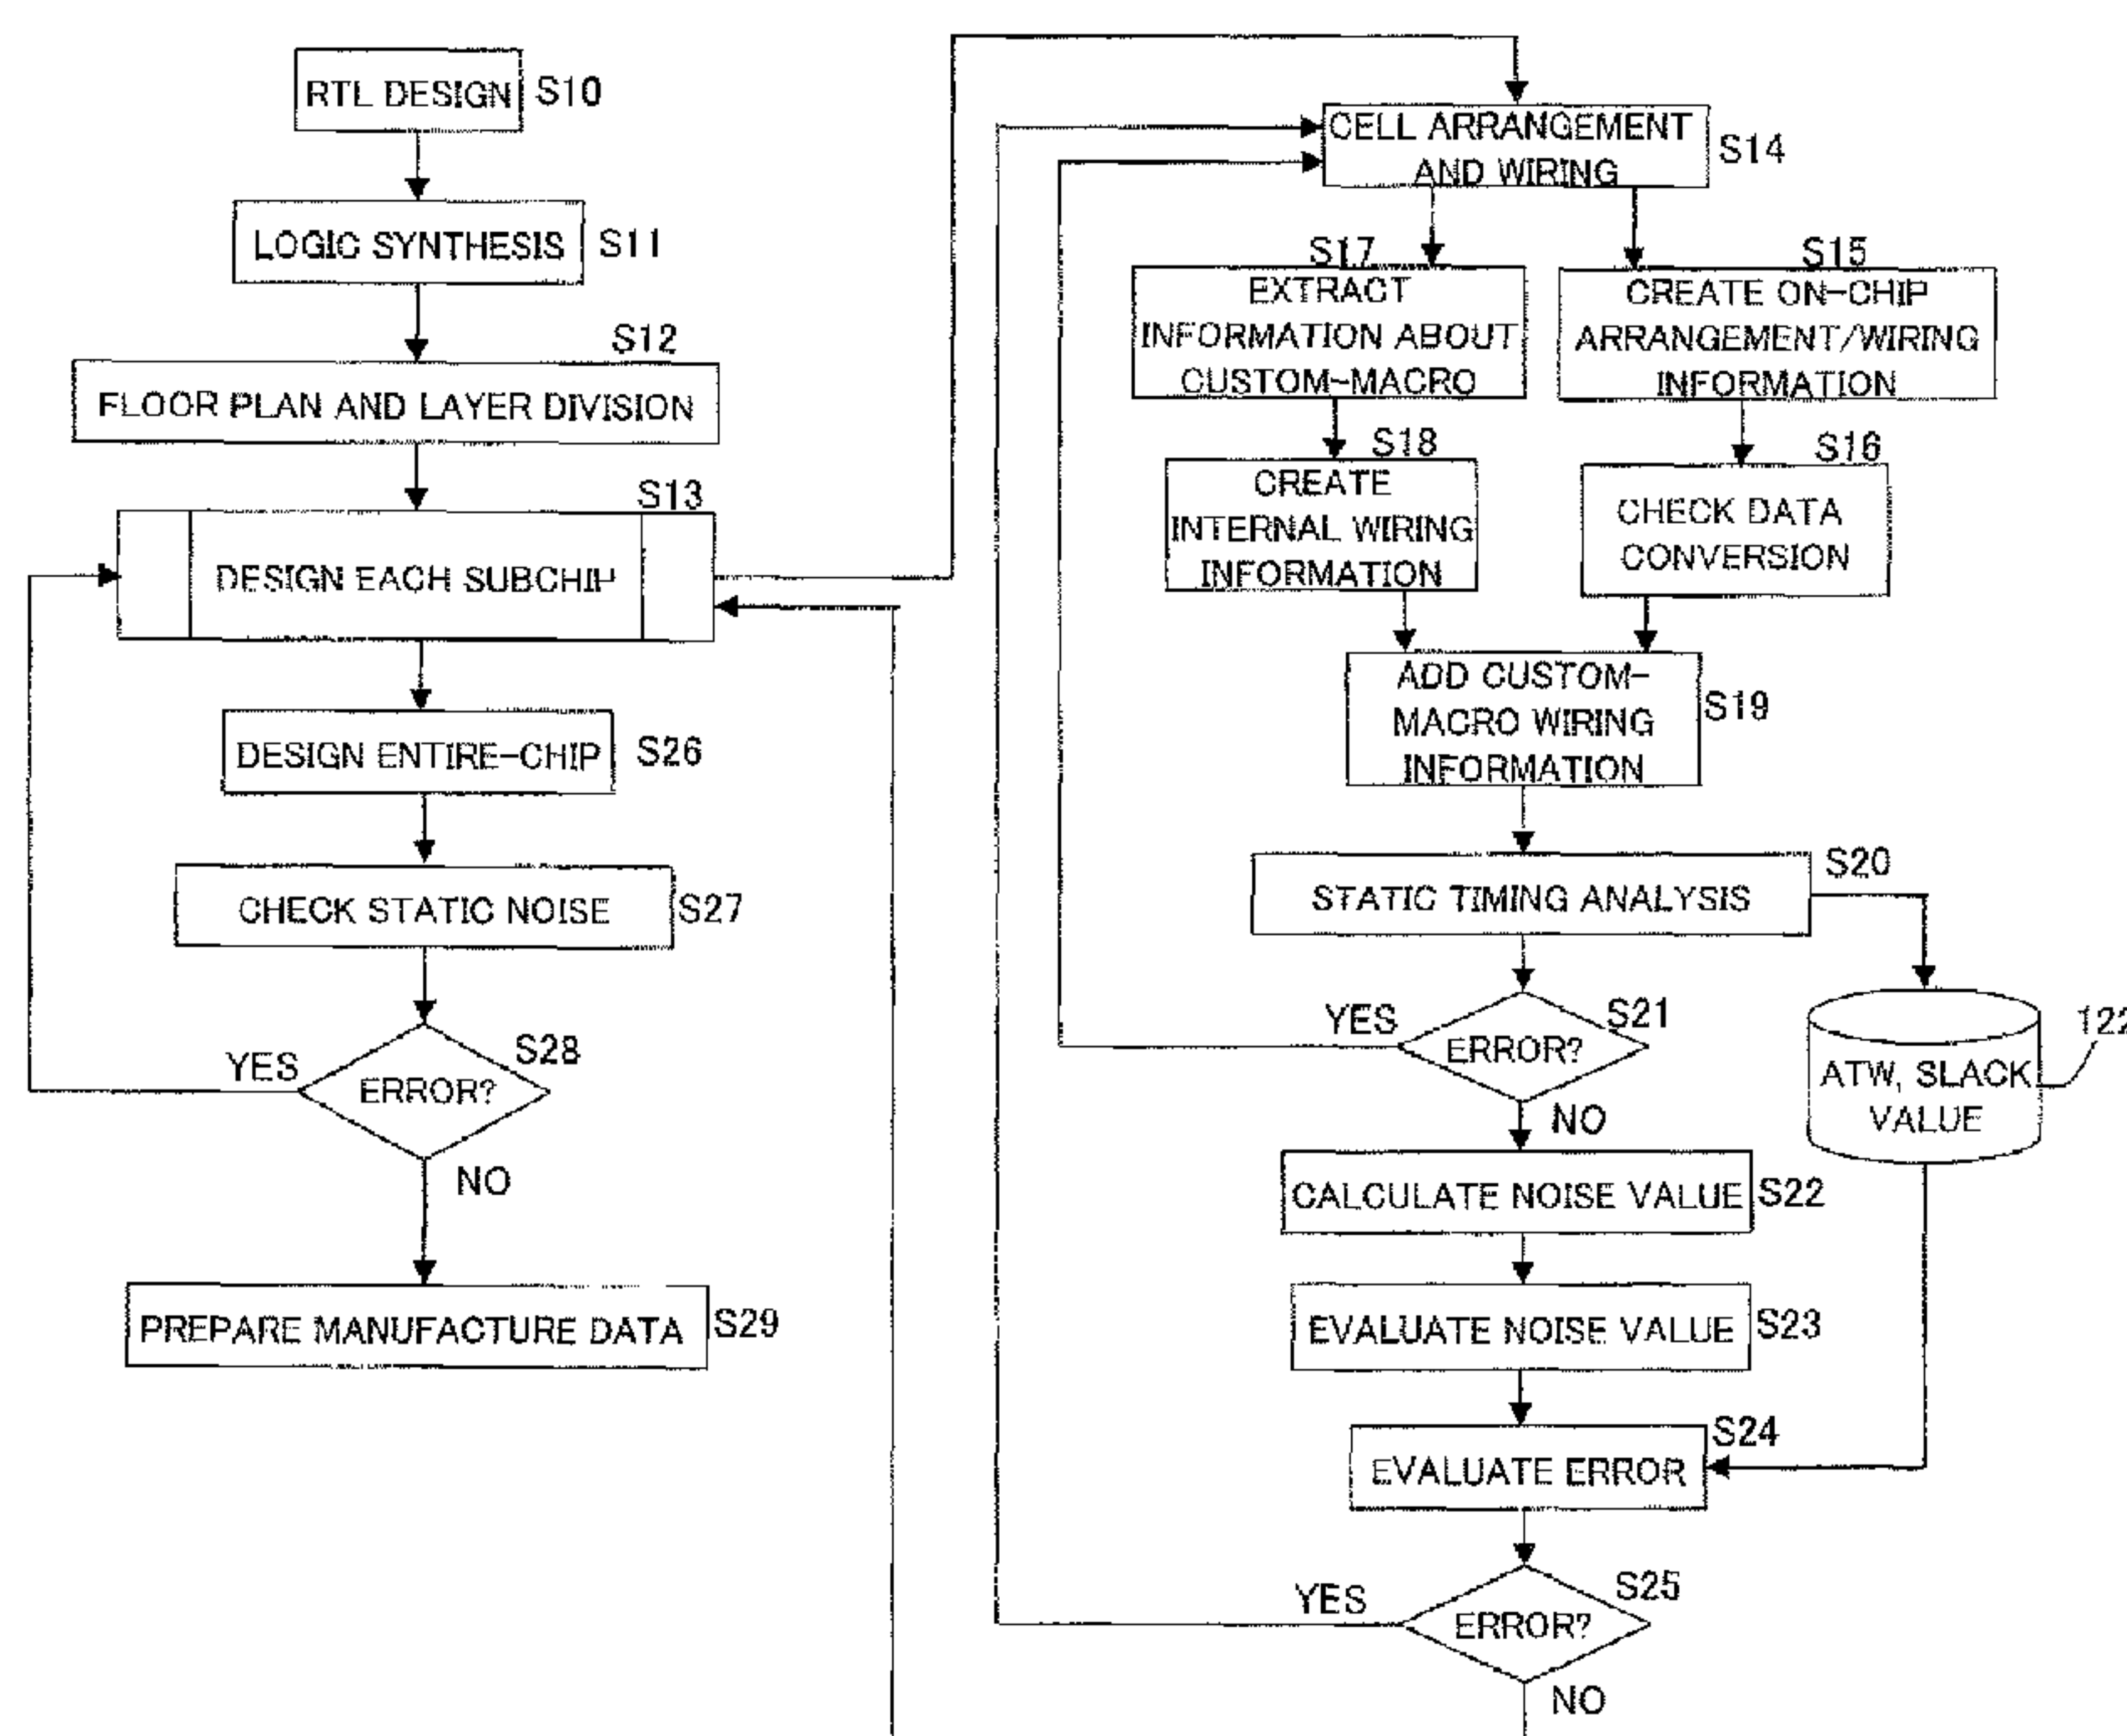 RTL DESIGN S10
LOGIC SYNTHESIS S11
S12
FLOOR PLAN AND LAYER DIVISION
S13
DESIGN EACH SUBCHIP
DESIGN ENTIRE-CHIP S26
CHECK STATIC NOISE S27
S28
YES
ERROR?
NO
PREPARE MANUFACTURE DATA S29
CELL ARRANGEMENT
AND WIRING
S14
S17
EXTRACT
INFORMATION ABOUT
CUSTOM-MACRO
S15
CREATE ON-CHIP
ARRANGEMENT/WIRING
INFORMATION
S18
CREATE
INTERNAL WIRING
INFORMATION
S16
CHECK DATA
CONVERSION
ADD CUSTOM-
MACRO WIRING
INFORMATION
S19
S20
STATIC TIMING ANALYSIS
S21
YES
ERROR?
NO
122
ATW, SLACK
VALUE
CALCULATE NOISE VALUE S22
EVALUATE NOISE VALUE S23
S24
EVALUATE ERROR
S25
YES
ERROR?
NO